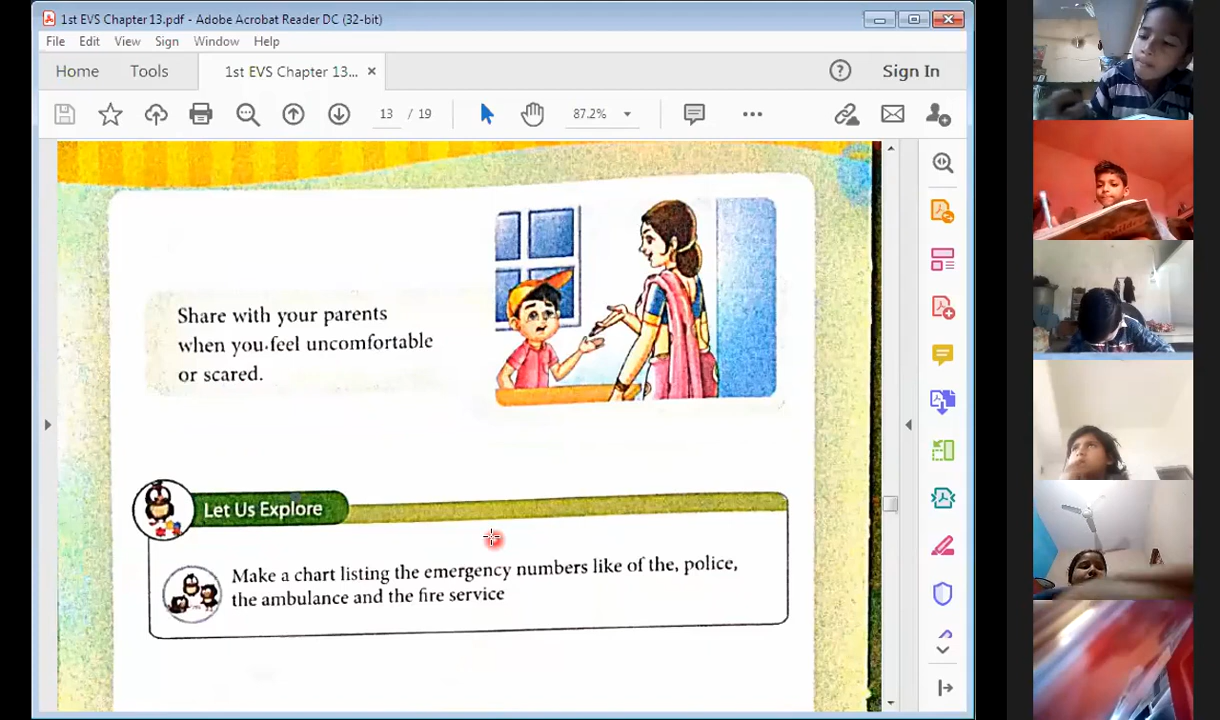 1st EVS Chapter 13.pdf - Adobe Acrobat Reader DC (32-bit)
File Edit View Sign Window Help
Home Tools 1st EVS Chapter 13... × Sign In
13 / 19 87.2%
Share with your parents
when you feel uncomfortable
or scared.
Let Us Explore
Make a chart listing the emergency numbers like of the, police,
the ambulance and the fire service